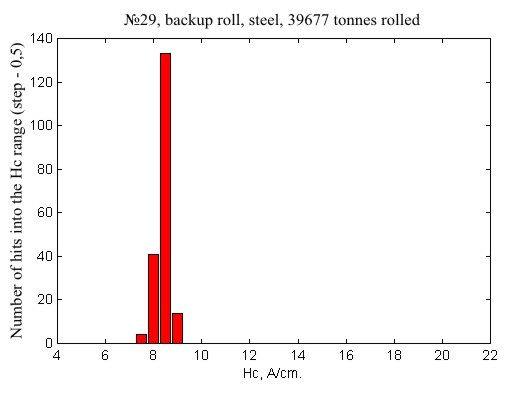 №29, backup roll, steel, 39677 tonnes rolled
Number of hits into the Hc range (step - 0,5)
140
120
100
80
60
40
20
0
4 6 8 10 12 14 16 18 20 22
Hc, A/cm.